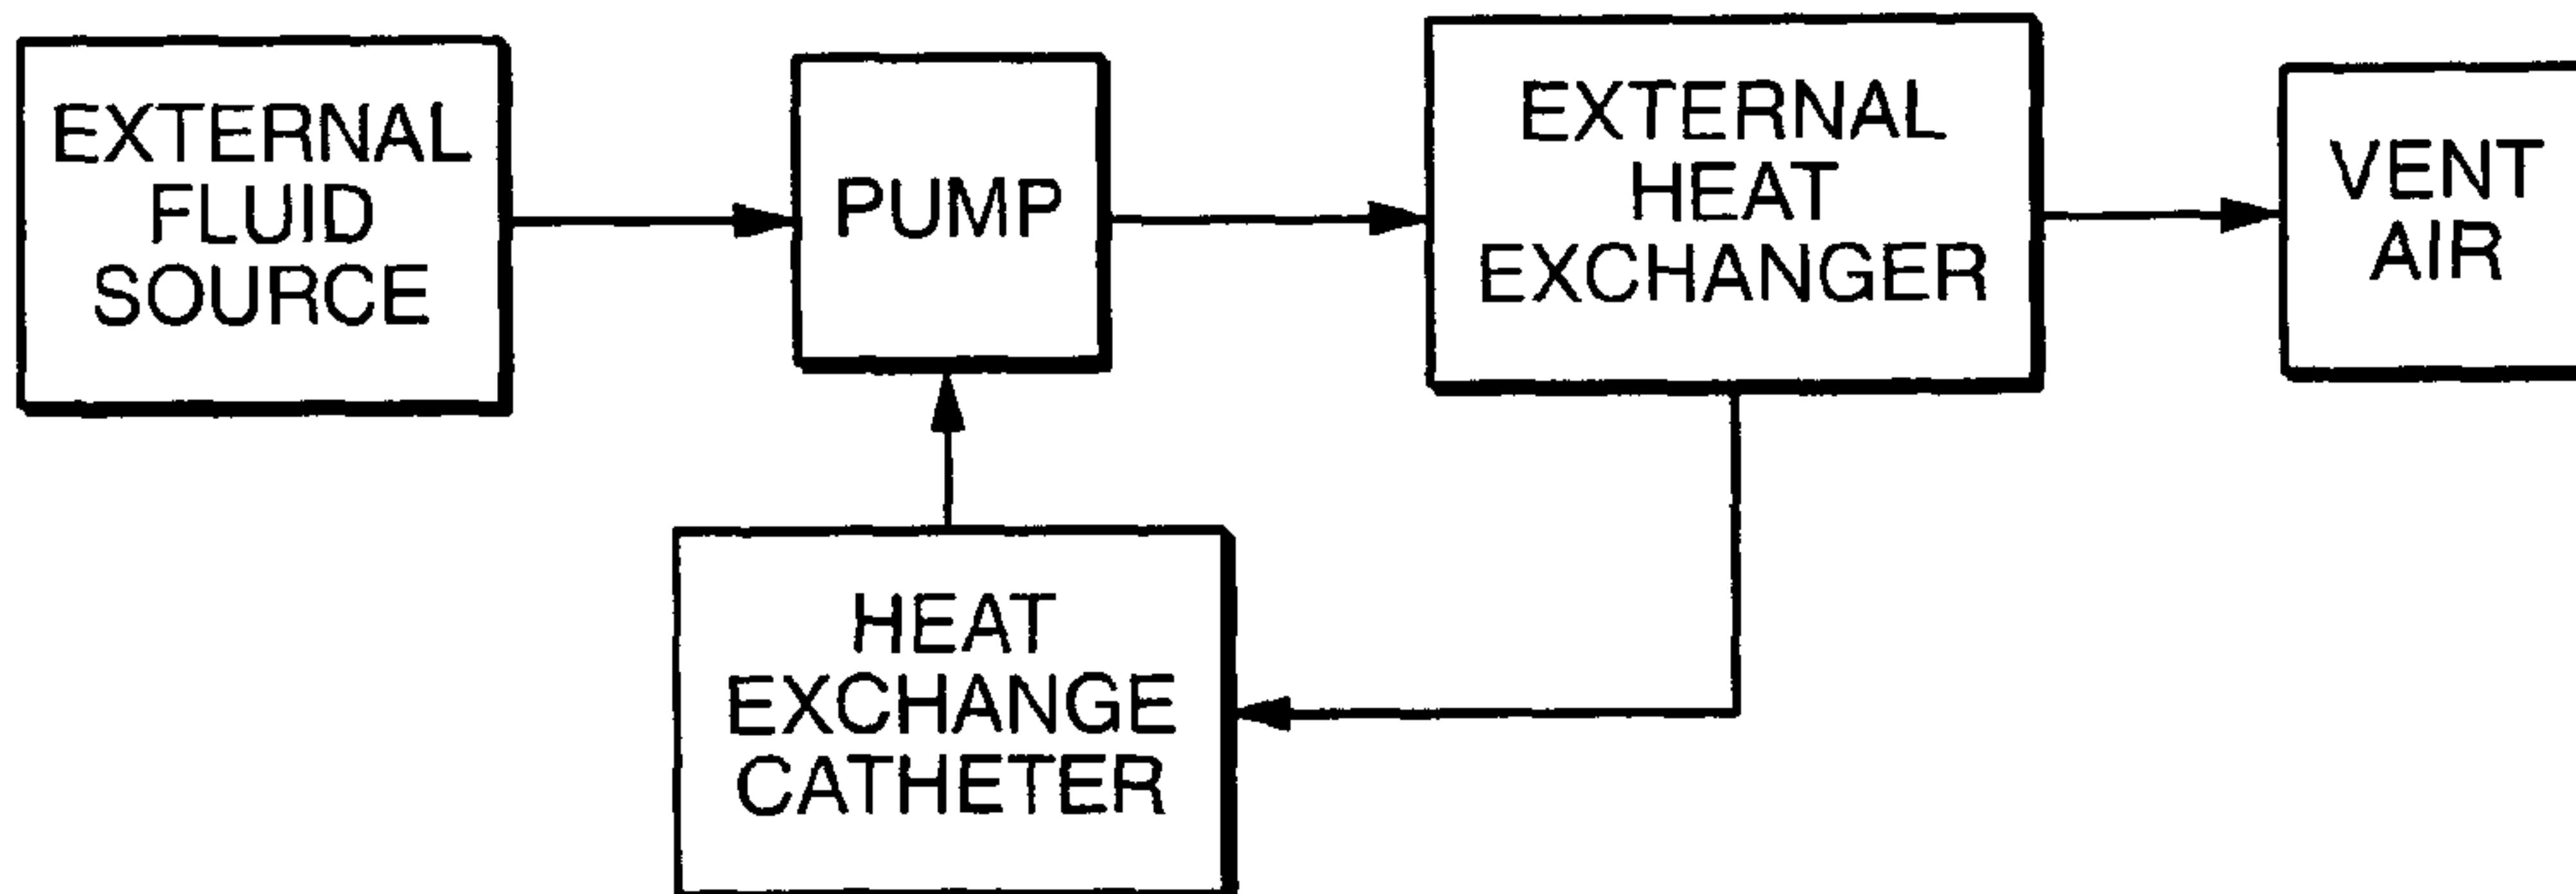 EXTERNAL
FLUID
SOURCE
PUMP
EXTERNAL
HEAT
EXCHANGER
VENT
AIR
HEAT
EXCHANGE
CATHETER